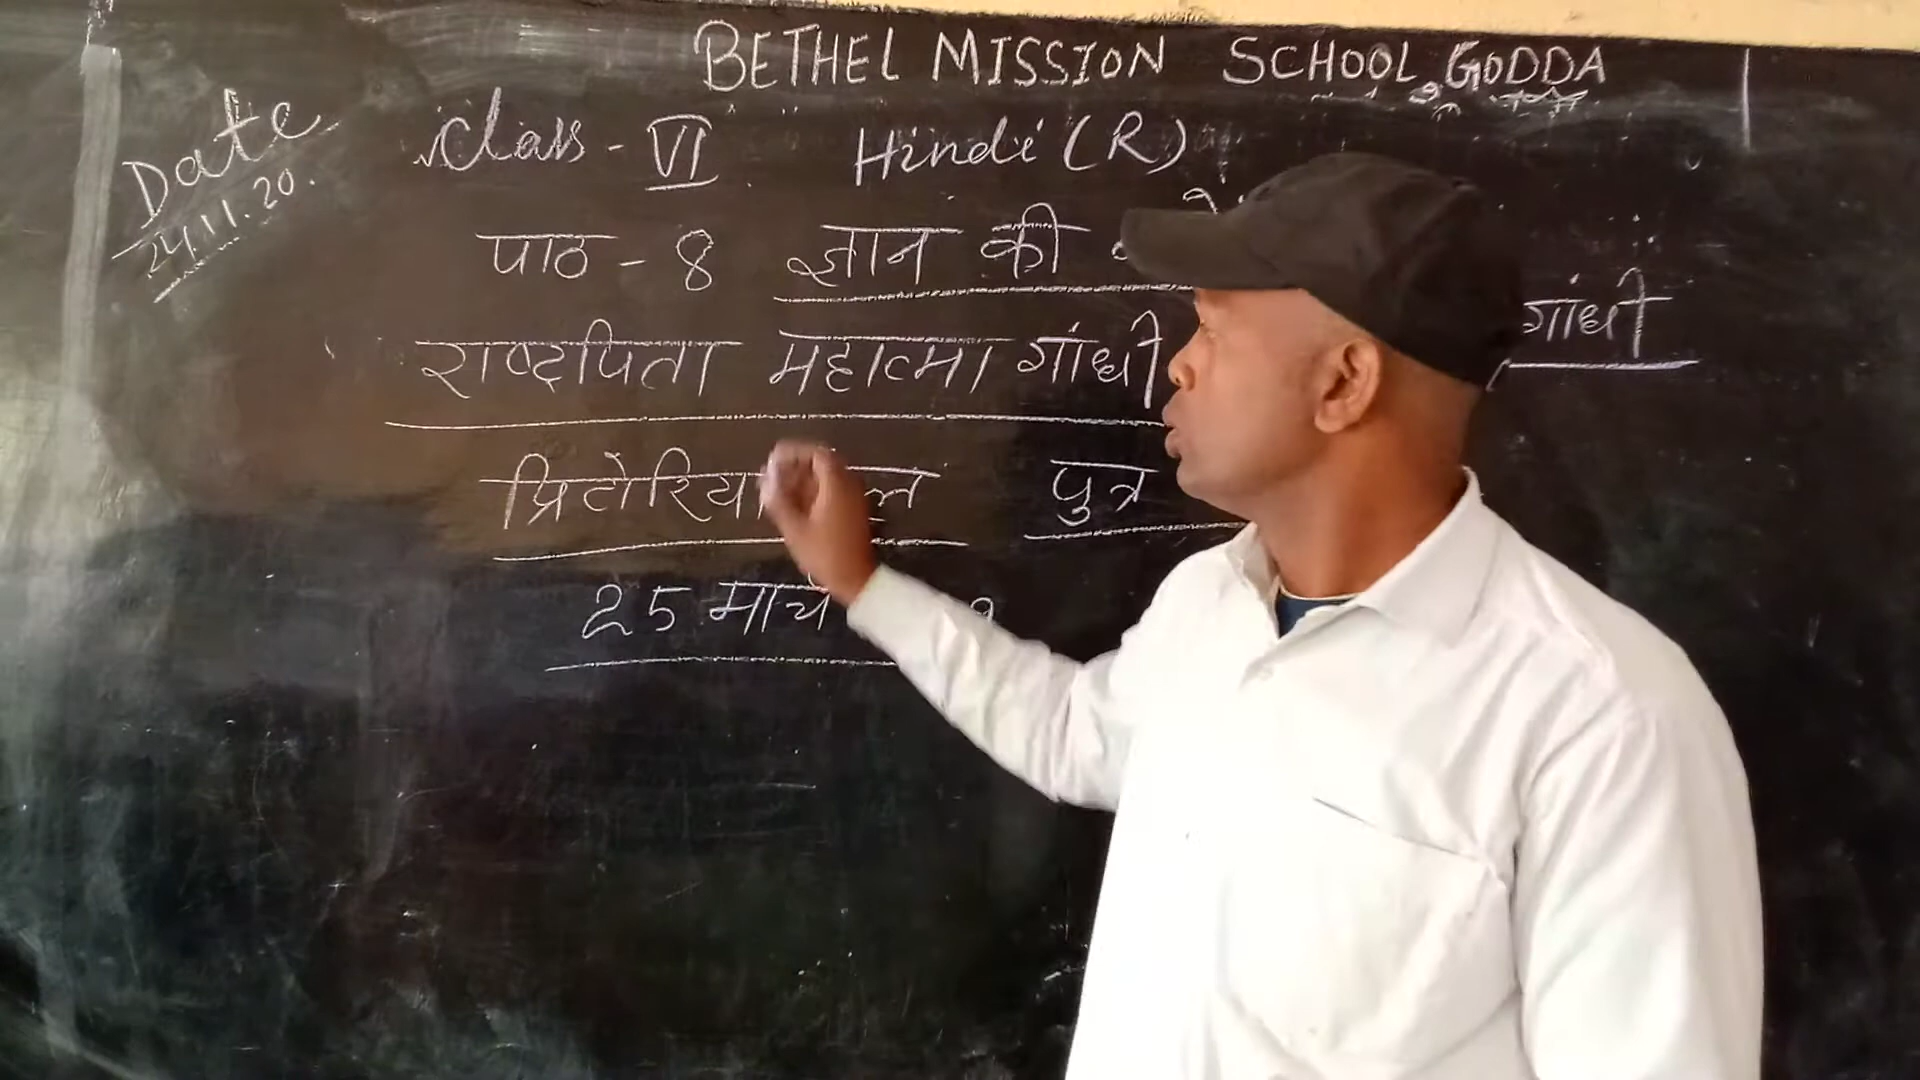 BETHEL MISSION SCHOOL, GODDA
Date
24.11.20.
Class - VI Hindi (R)
पाठ - 8 ज्ञान की
राष्ट्रपिता महात्मा गांधी
गांधी
प्रिटोरिया पुत्र
25 मार्च